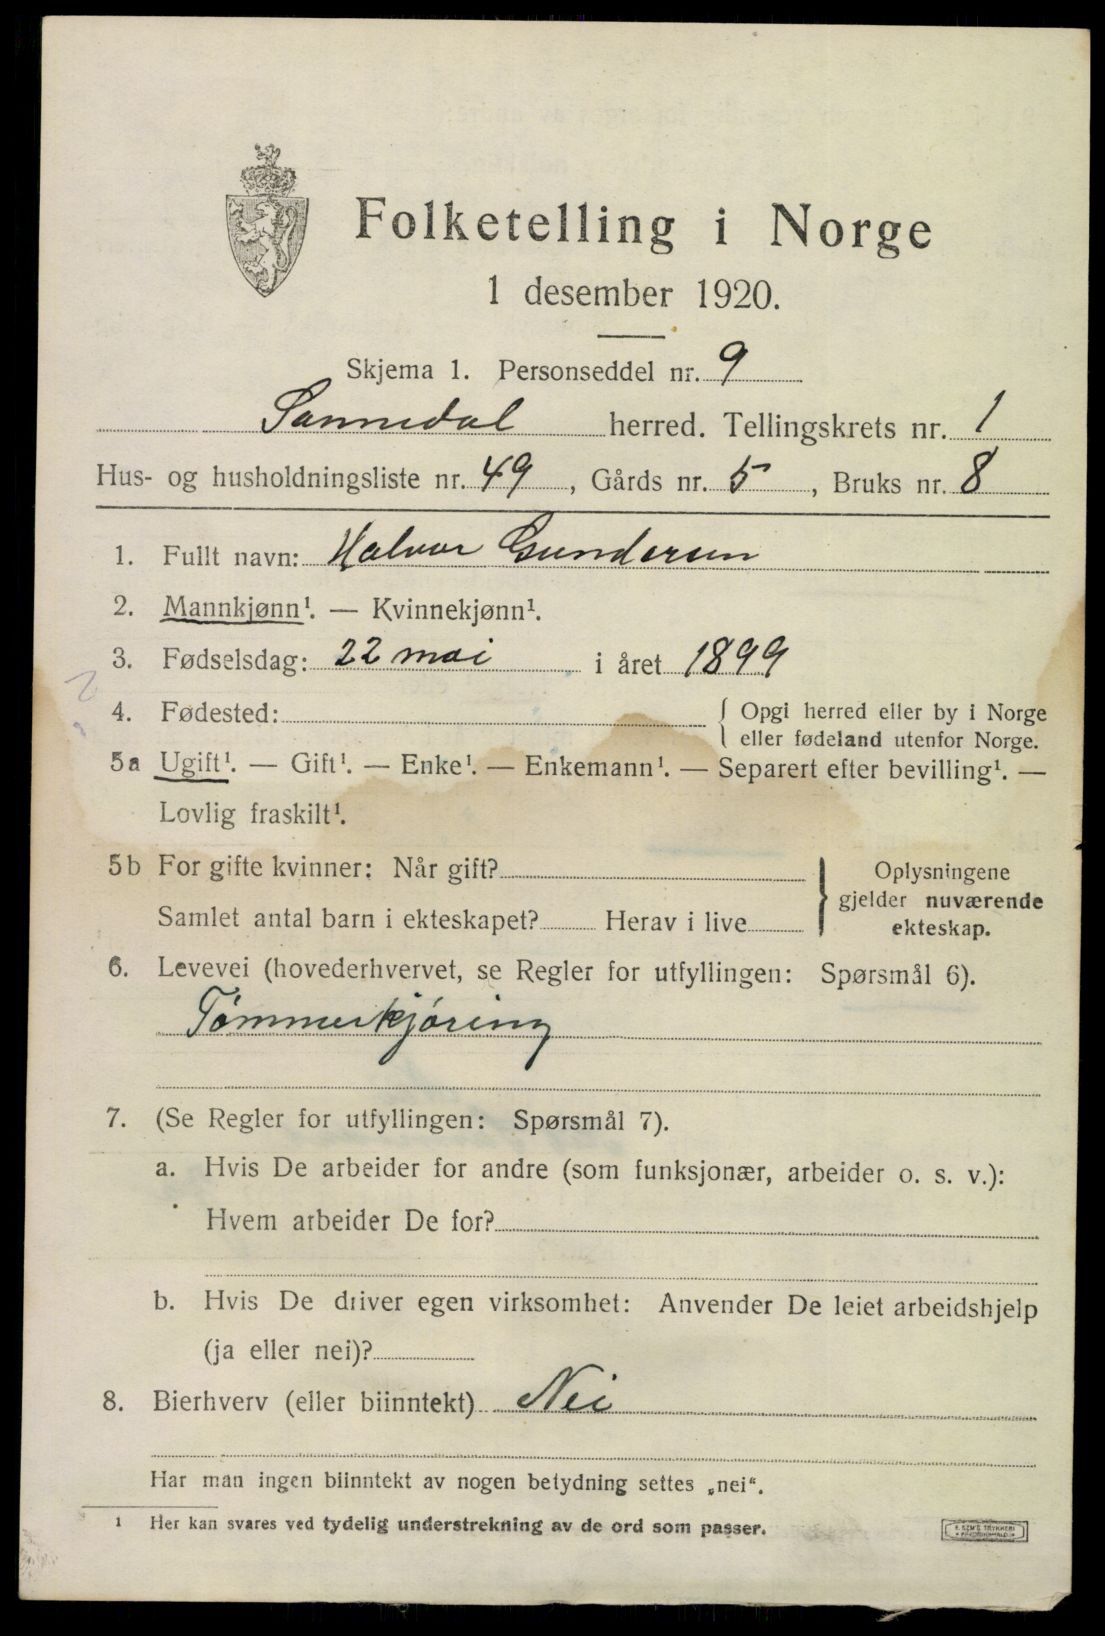 Folketelling i Norge
1 desember 1920.
Skjema 1. Personseddel nr. 9
Sannidal herred. Tellingskrets nr. 1
Hus- og husholdningsliste nr. 49, Gårds nr. 5, Bruks nr. 8
1. Fullt navn: Halvor Gundersen
2. Mannkjønn¹. — Kvinnekjønn¹.
3. Fødselsdag: 22 mai i året 1899
4. Fødested: { Opgi herred eller by i Norge
eller fødeland utenfor Norge.
5a Ugift¹. — Gift¹. — Enke¹. — Enkemann¹. — Separert efter bevilling¹. —
Lovlig fraskilt¹.
5b For gifte kvinner: Når gift? } Oplysningene
gjelder nuværende
Samlet antal barn i ekteskapet? Herav i live
ekteskap.
6. Levevei (hovederhvervet, se Regler for utfyllingen: Spørsmål 6).
Tømmerkjøring
7. (Se Regler for utfyllingen: Spørsmål 7).
a. Hvis De arbeider for andre (som funksjonær, arbeider o. s. v.):
Hvem arbeider De for?
b. Hvis De driver egen virksomhet: Anvender De leiet arbeidshjelp
(ja eller nei)?
8. Bierhverv (eller biinntekt) Nei
Har man ingen biinntekt av nogen betydning settes „nei“.
¹ Her kan svares ved tydelig understrekning av de ord som passer.